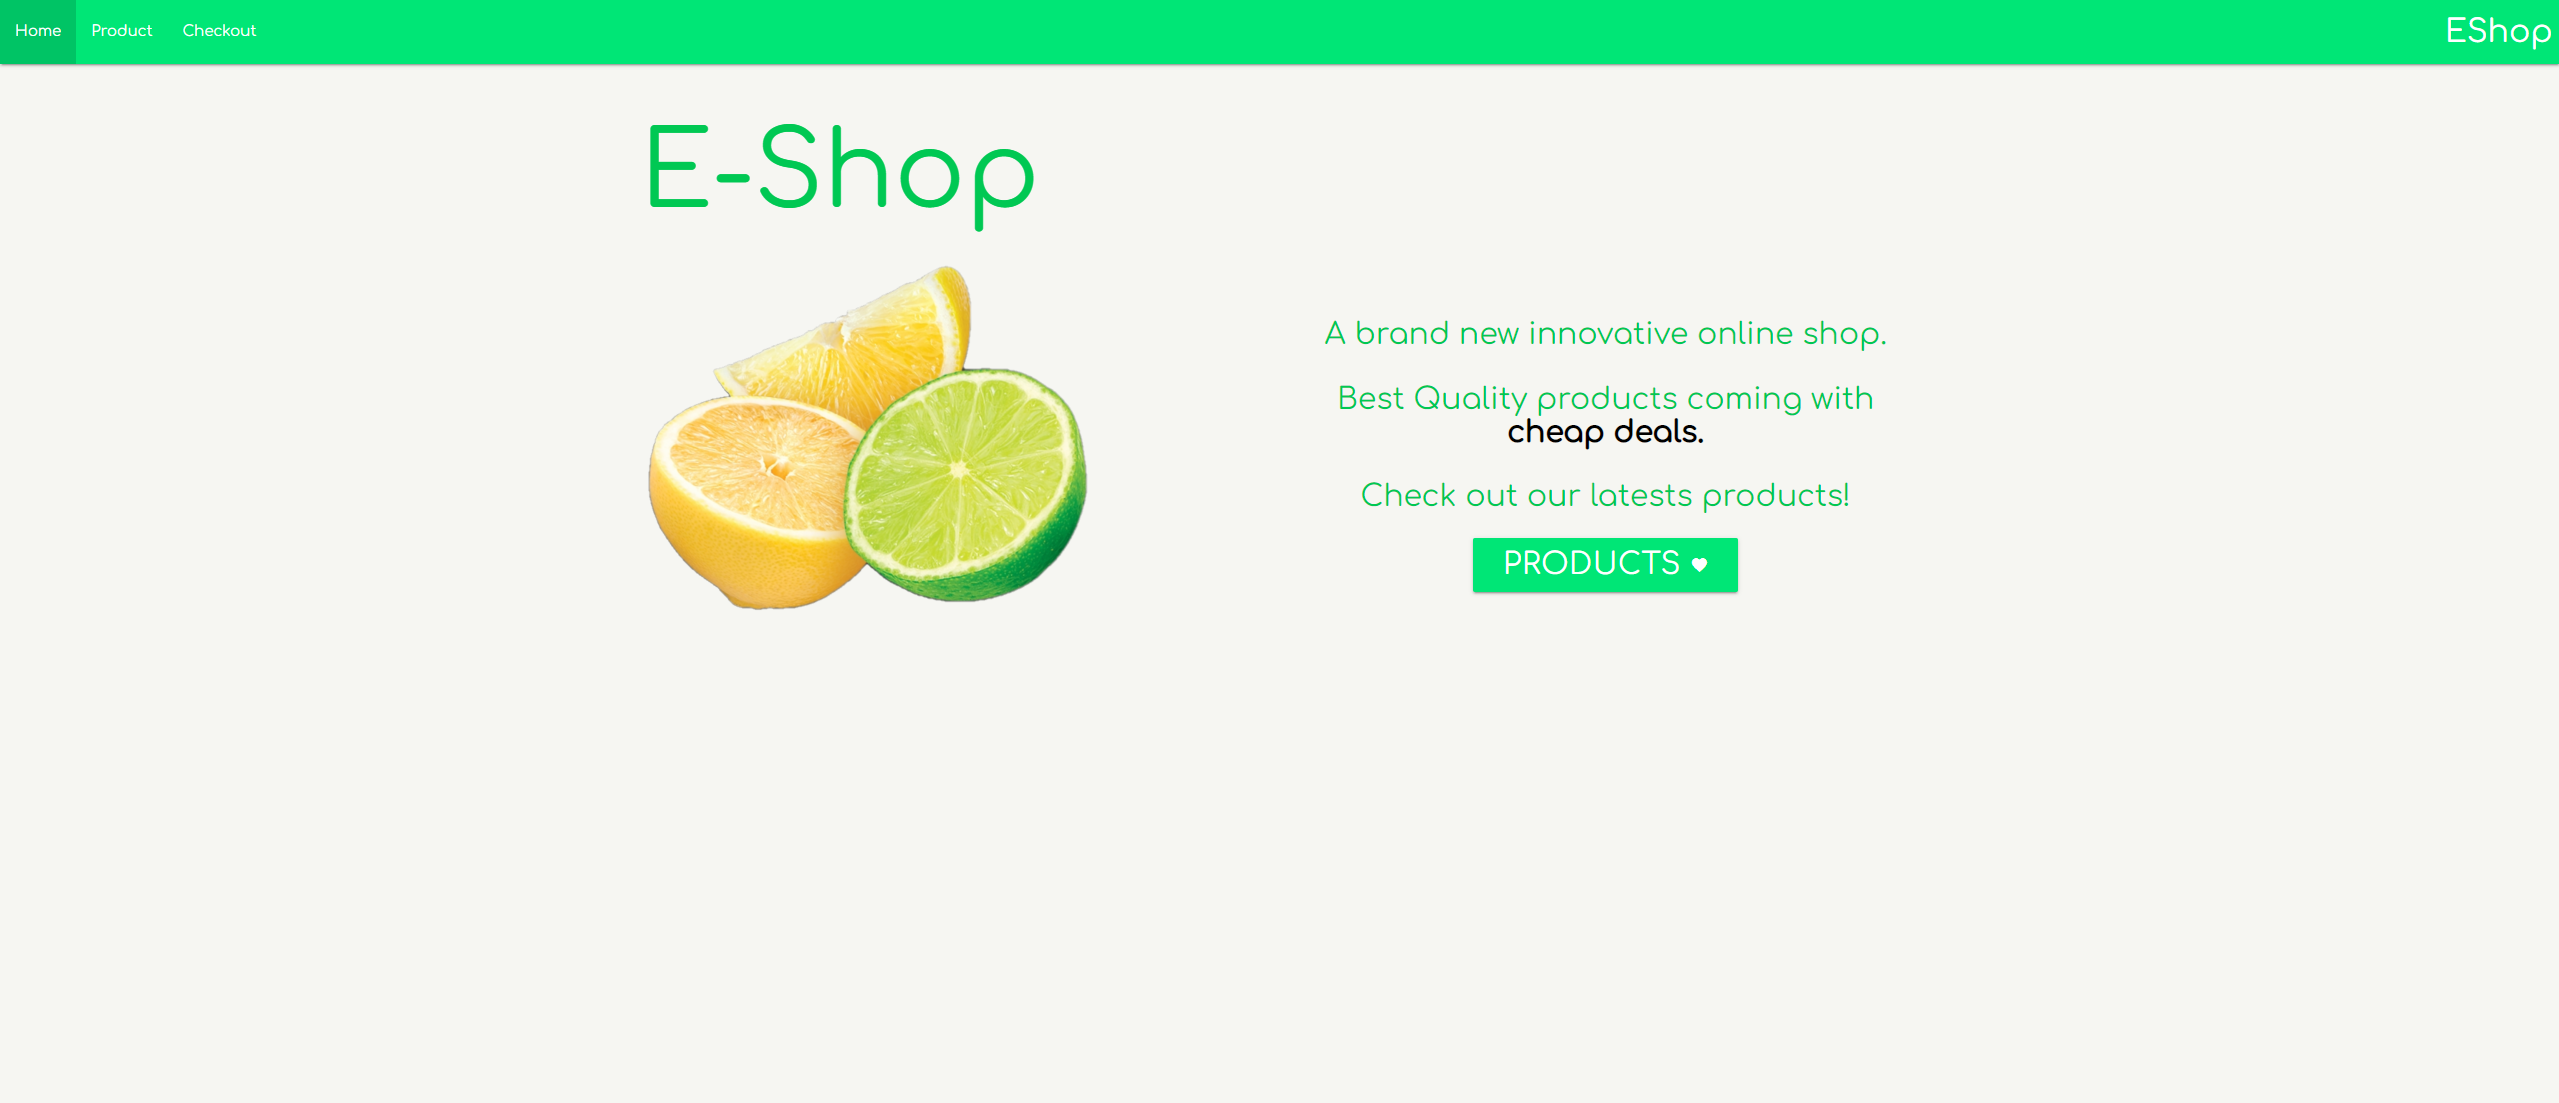 Home Product Checkout EShop
E-Shop
A brand new innovative online shop.
Best Quality products coming with
cheap deals.
Check out our latests products!
PRODUCTS